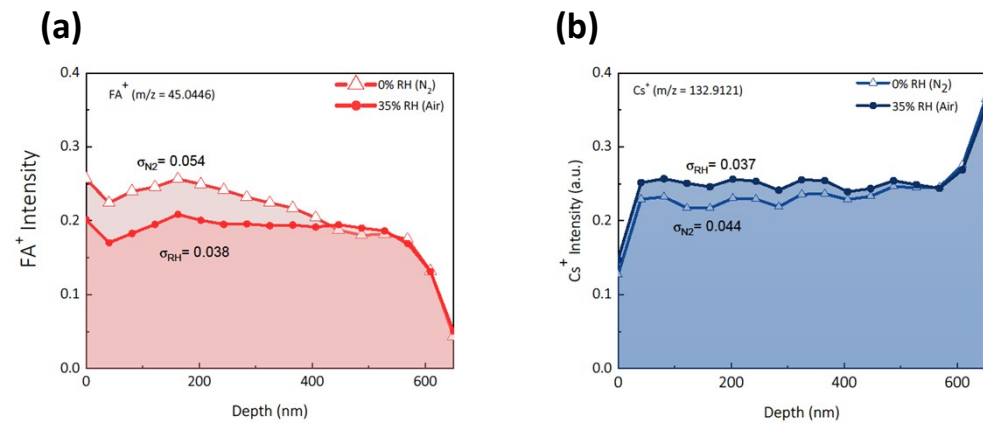 (a)
(b)
0.4
0.3
0.2
0.1
0.0
FA⁺ Intensity
FA⁺ (m/z = 45.0446)
0% RH (N₂)
35% RH (Air)
σN2= 0.054
σRH= 0.038
0
200
400
600
Depth (nm)
0.4
0.3
0.2
0.1
0.0
Cs⁺ Intensity (a.u.)
Cs⁺ (m/z = 132.9121)
0% RH (N₂)
35% RH (Air)
σRH= 0.037
σN2= 0.044
0
200
400
600
Depth (nm)